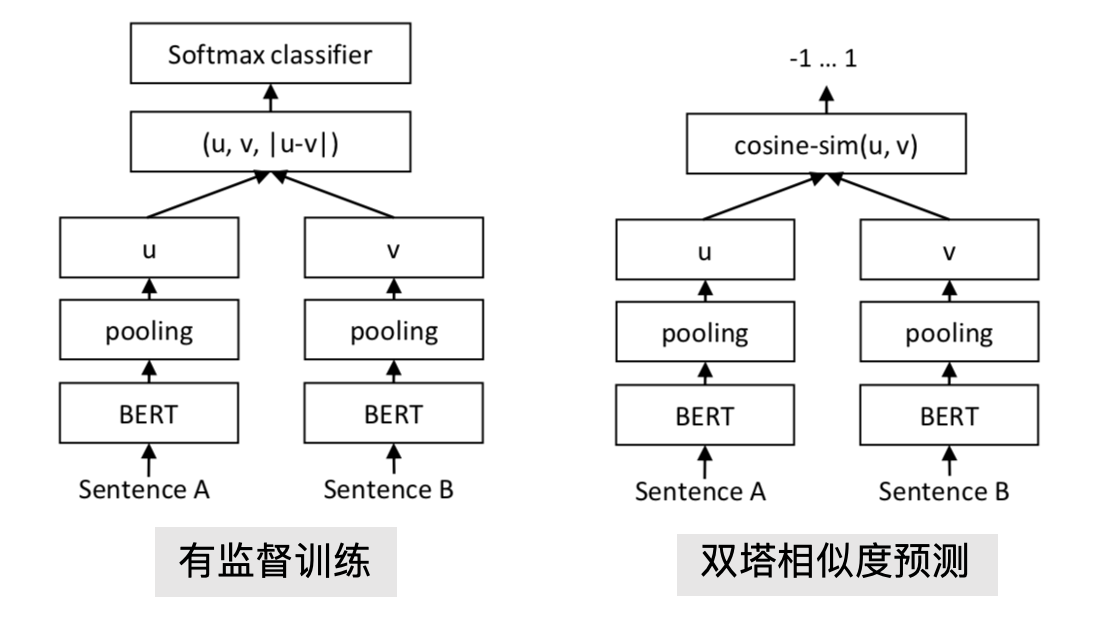 Softmax classifier
(u, v, |u-v|)
u
v
pooling
pooling
BERT
BERT
Sentence A
Sentence B
有监督训练
-1 ... 1
cosine-sim(u, v)
u
v
pooling
pooling
BERT
BERT
Sentence A
Sentence B
双塔相似度预测